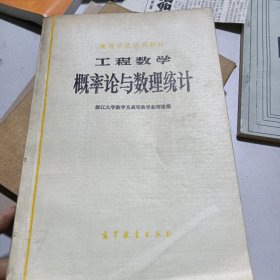 高等学校试用教材
工程数学
概率论与数理统计
浙江大学数学系高等数学教研组编
高等教育出版社